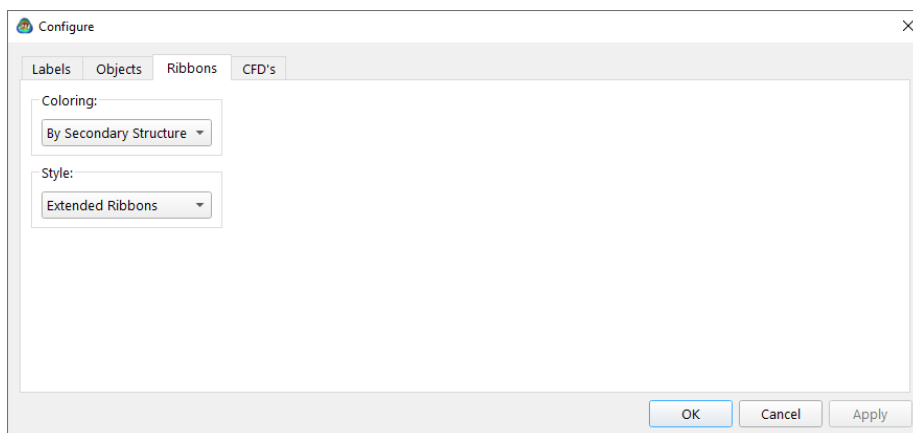 Configure
Labels Objects Ribbons CFD's
Coloring:
By Secondary Structure
Style:
Extended Ribbons
OK Cancel Apply